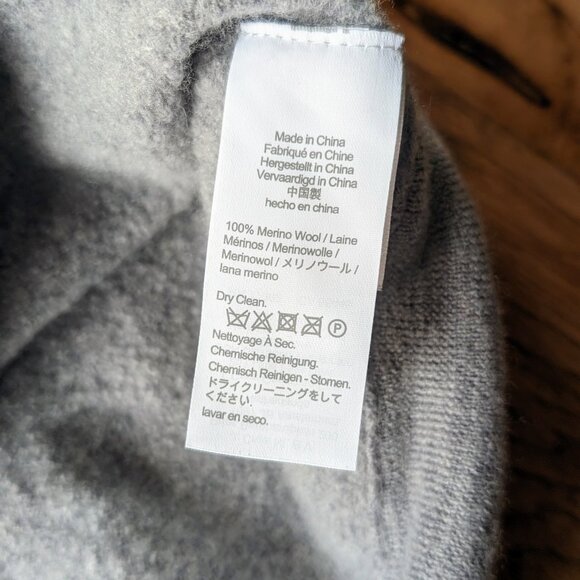 Made in China
Fabriqué en Chine
Hergestellt in China
Vervaardigd in China
中国製
hecho en china
100% Merino Wool / Laine
Mérinos / Merinowolle /
Merinowol / メリノウール /
lana merino
Dry Clean.
P
Nettoyage À Sec.
Chemische Reinigung.
Chemisch Reinigen - Stomen.
ドライクリーニングをして
ください.
lavar en seco.